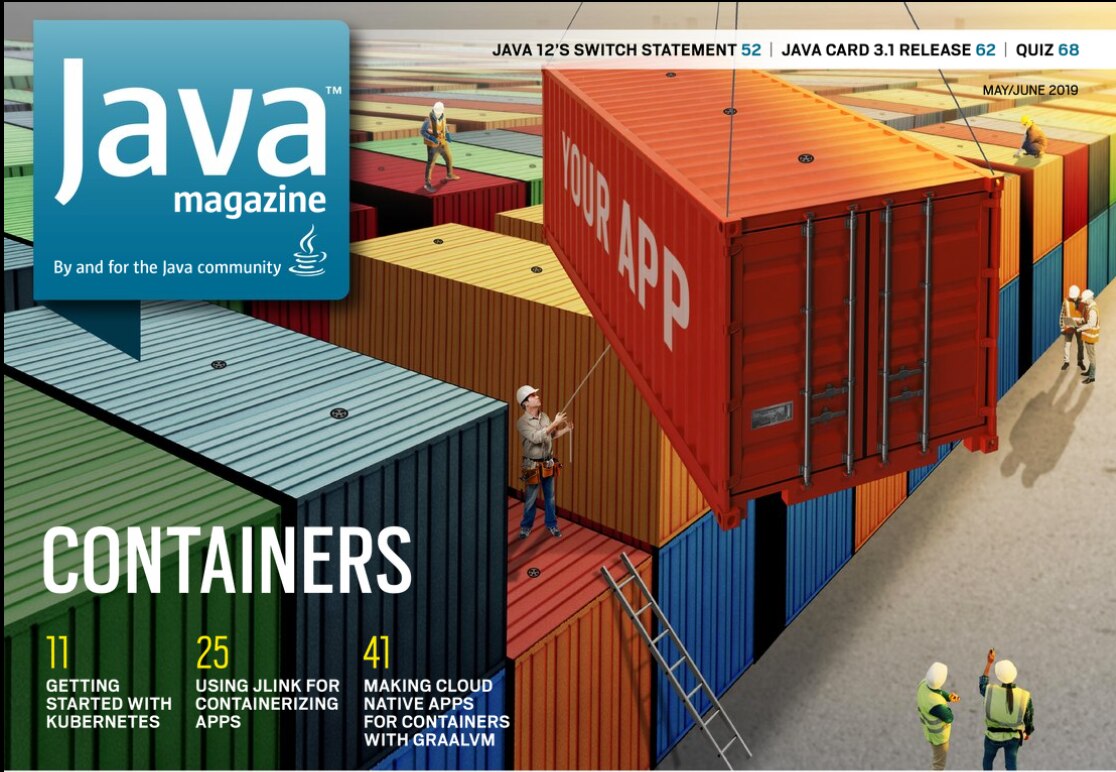 JAVA 12'S SWITCH STATEMENT 52 | JAVA CARD 3.1 RELEASE 62 | QUIZ 68
MAY/JUNE 2019
Java™
magazine
By and for the Java community
YOUR APP
CONTAINERS
11
GETTING
STARTED WITH
KUBERNETES
25
USING JLINK FOR
CONTAINERIZING
APPS
41
MAKING CLOUD
NATIVE APPS
FOR CONTAINERS
WITH GRAALVM